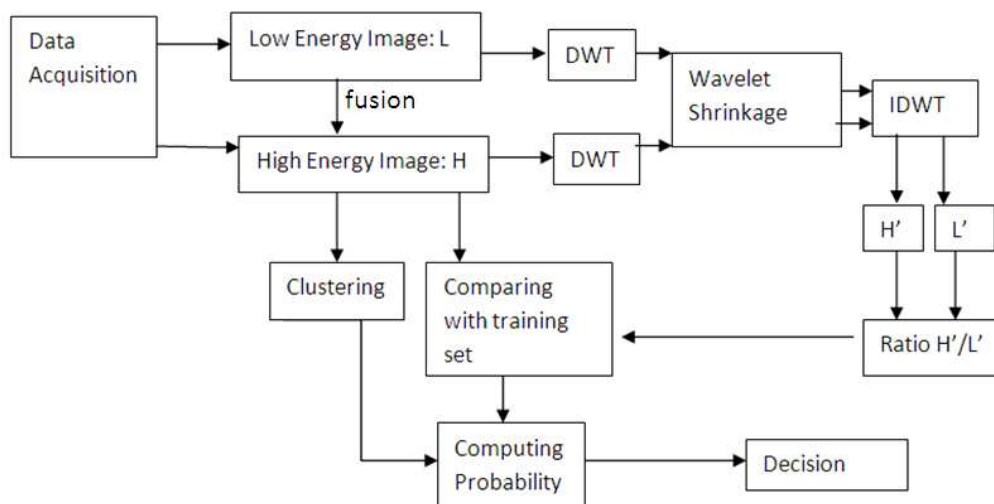 Data
Acquisition
Low Energy Image: L
DWT
Wavelet
Shrinkage
IDWT
fusion
High Energy Image: H
DWT
H’
L’
Clustering
Comparing
with training
set
Ratio H’/L’
Computing
Probability
Decision